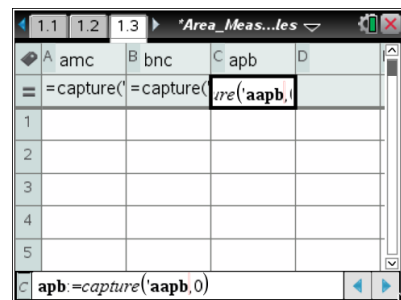 1.1 1.2 1.3 *Area_Meas...les
A amc B bnc C apb D
= =capture(' =capture(' ure('aapb,(
1
2
3
4
5
C apb:=capture('aapb,0)